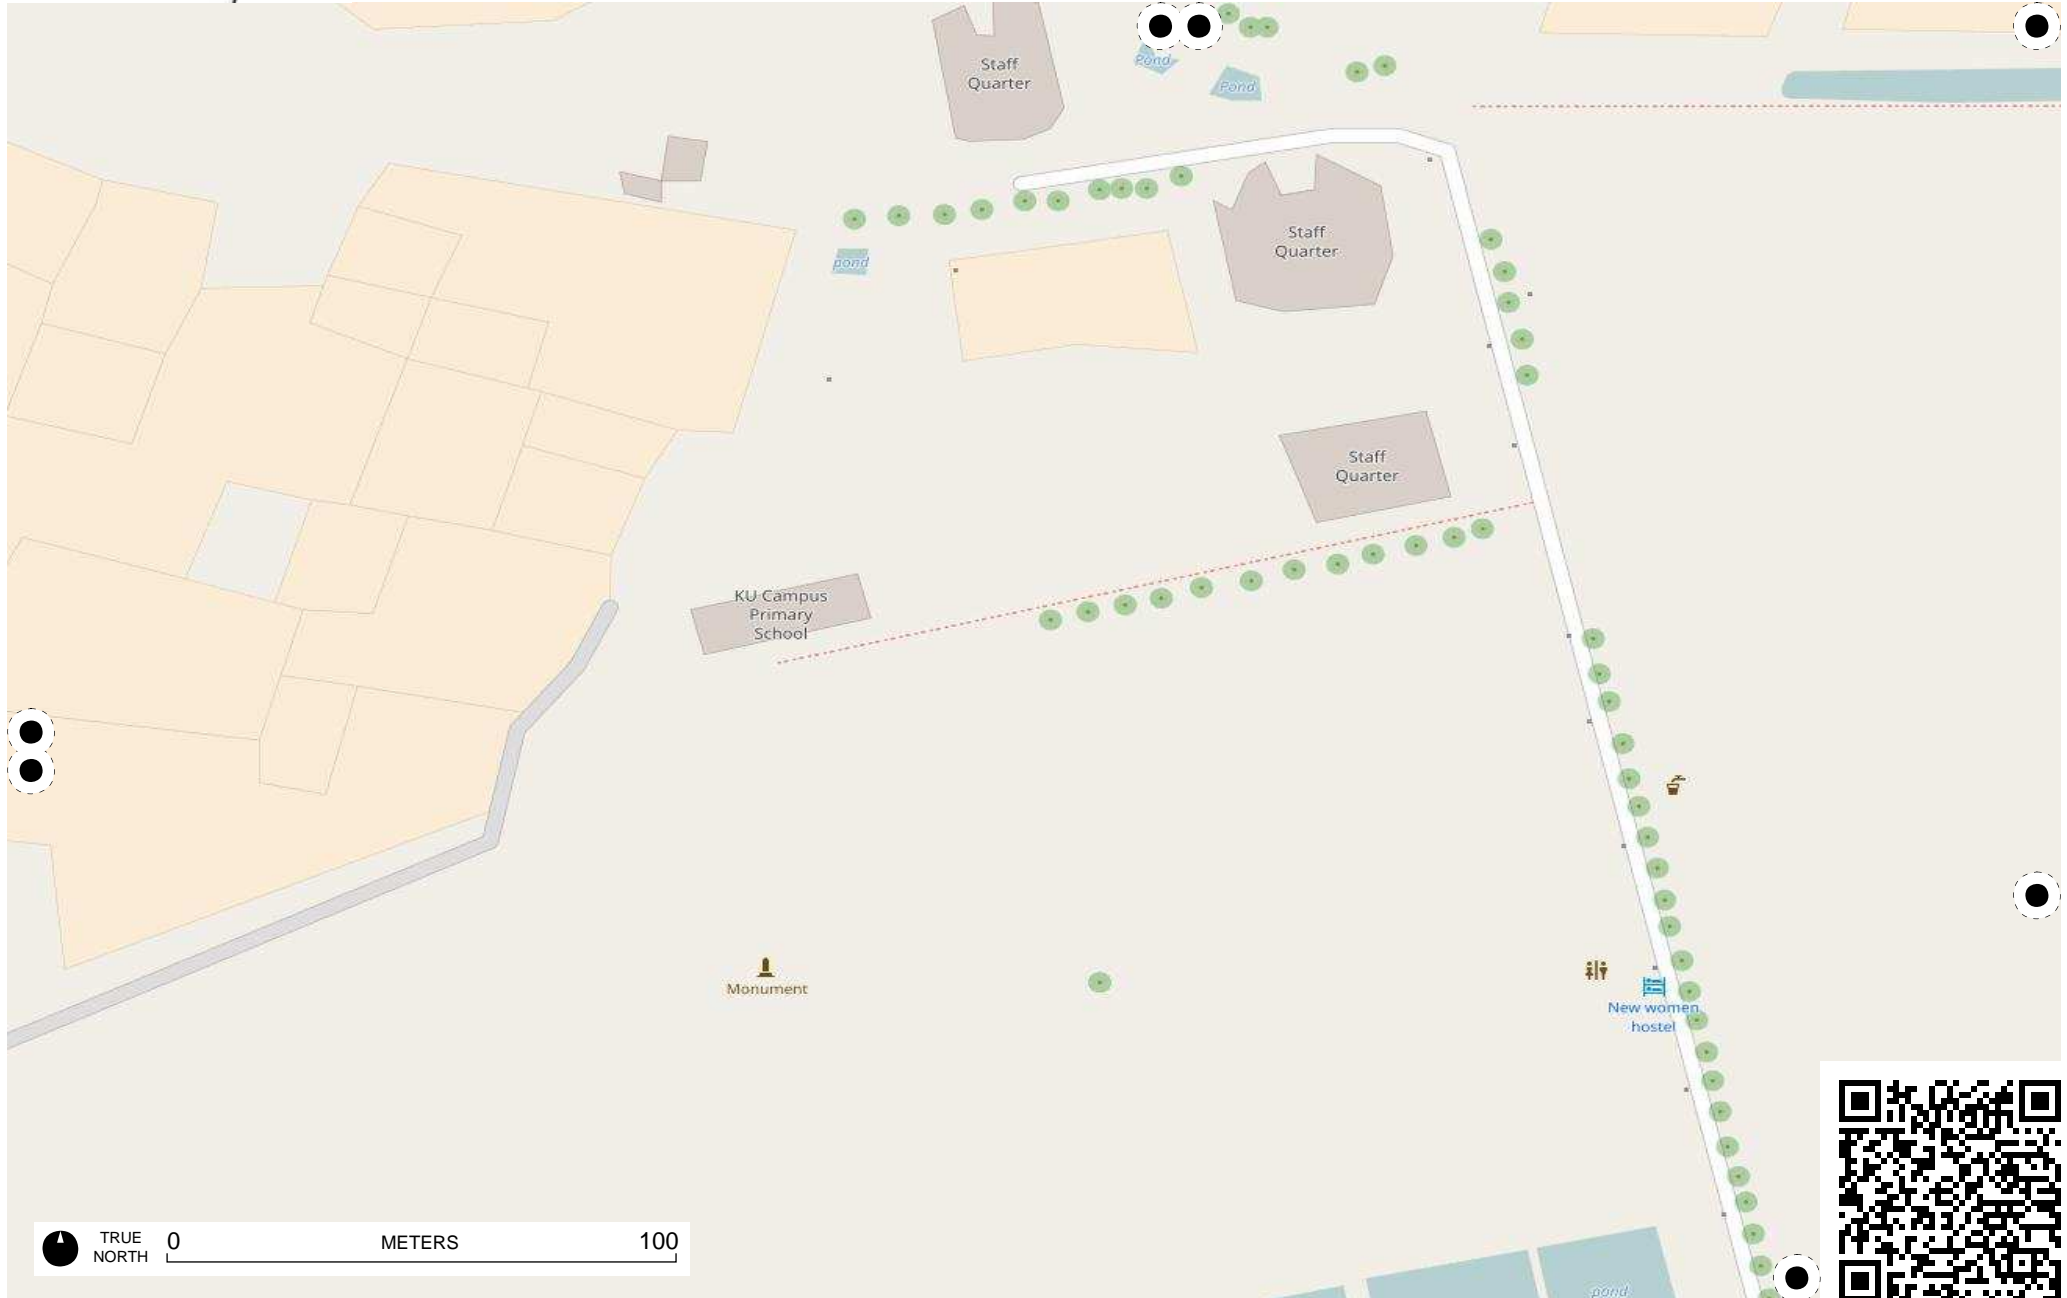 Staff
Quarter
Pond
Pond
Staff
Quarter
pond
Staff
Quarter
KU Campus
Primary
School
Monument
New women
hostel
TRUE
NORTH
0
METERS
100
pond